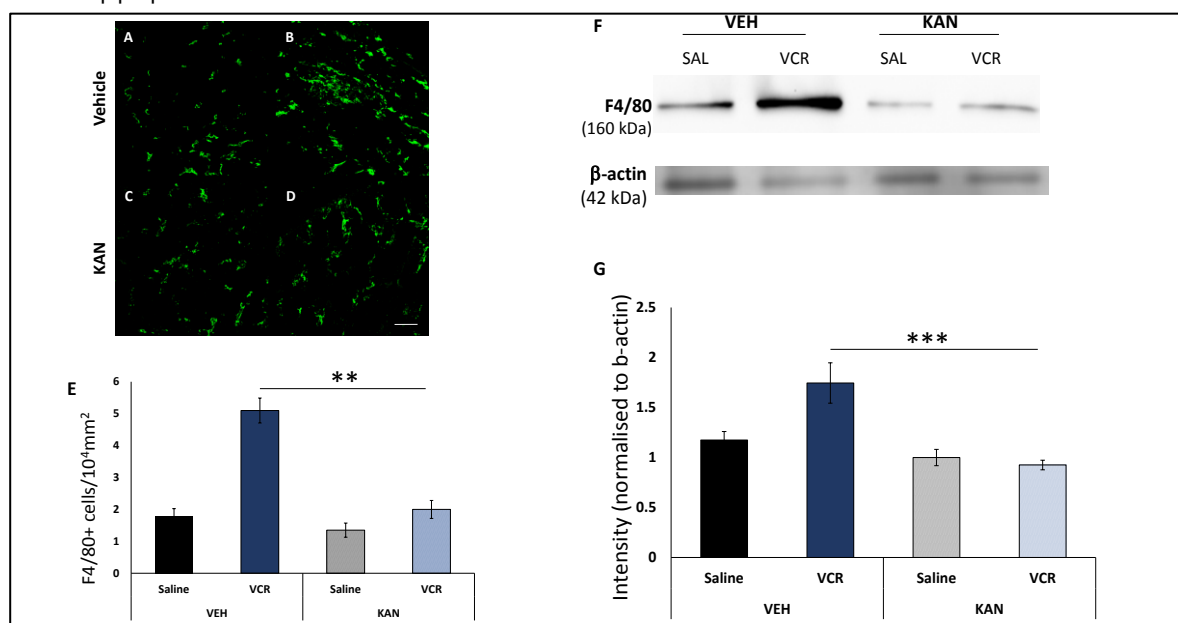 A
B
Vehicle
C
D
KAN
E
F4/80+ cells/10⁴mm²
6
5
4
3
2
1
0
**
Saline
VCR
Saline
VCR
VEH
KAN
F
VEH
KAN
SAL
VCR
SAL
VCR
F4/80
(160 kDa)
β-actin
(42 kDa)
G
Intensity (normalised to b-actin)
2.5
2
1.5
1
0.5
0
***
Saline
VCR
Saline
VCR
VEH
KAN